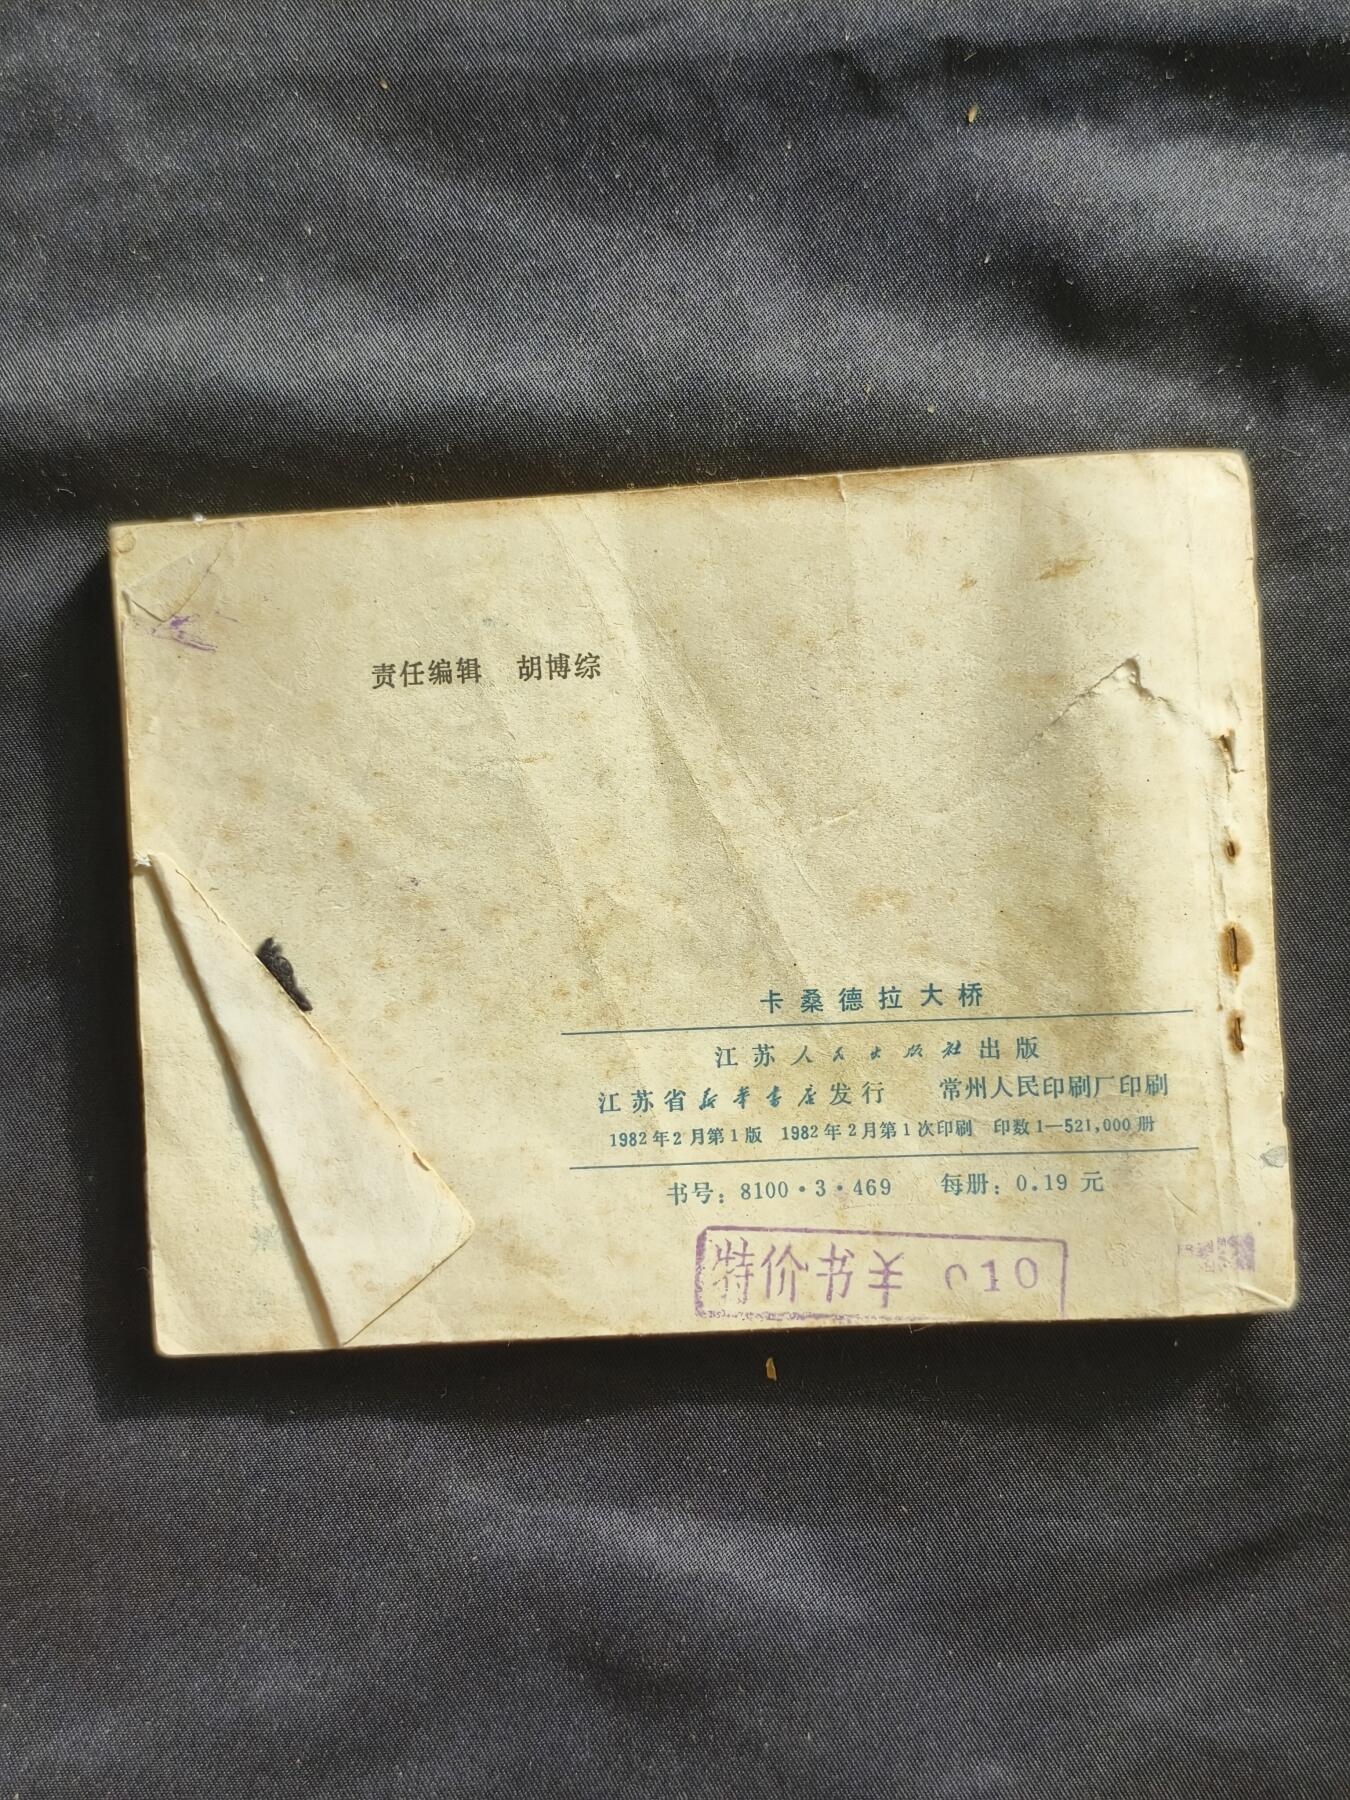 责任编辑 胡博综
卡桑德拉大桥
江苏人民出版社出版
江苏省新华书店发行 常州人民印刷厂印刷
1982年2月第1版 1982年2月第1次印刷 印数1—521,000册
书号：8100·3·469 每册：0.19元
特价书¥ 010